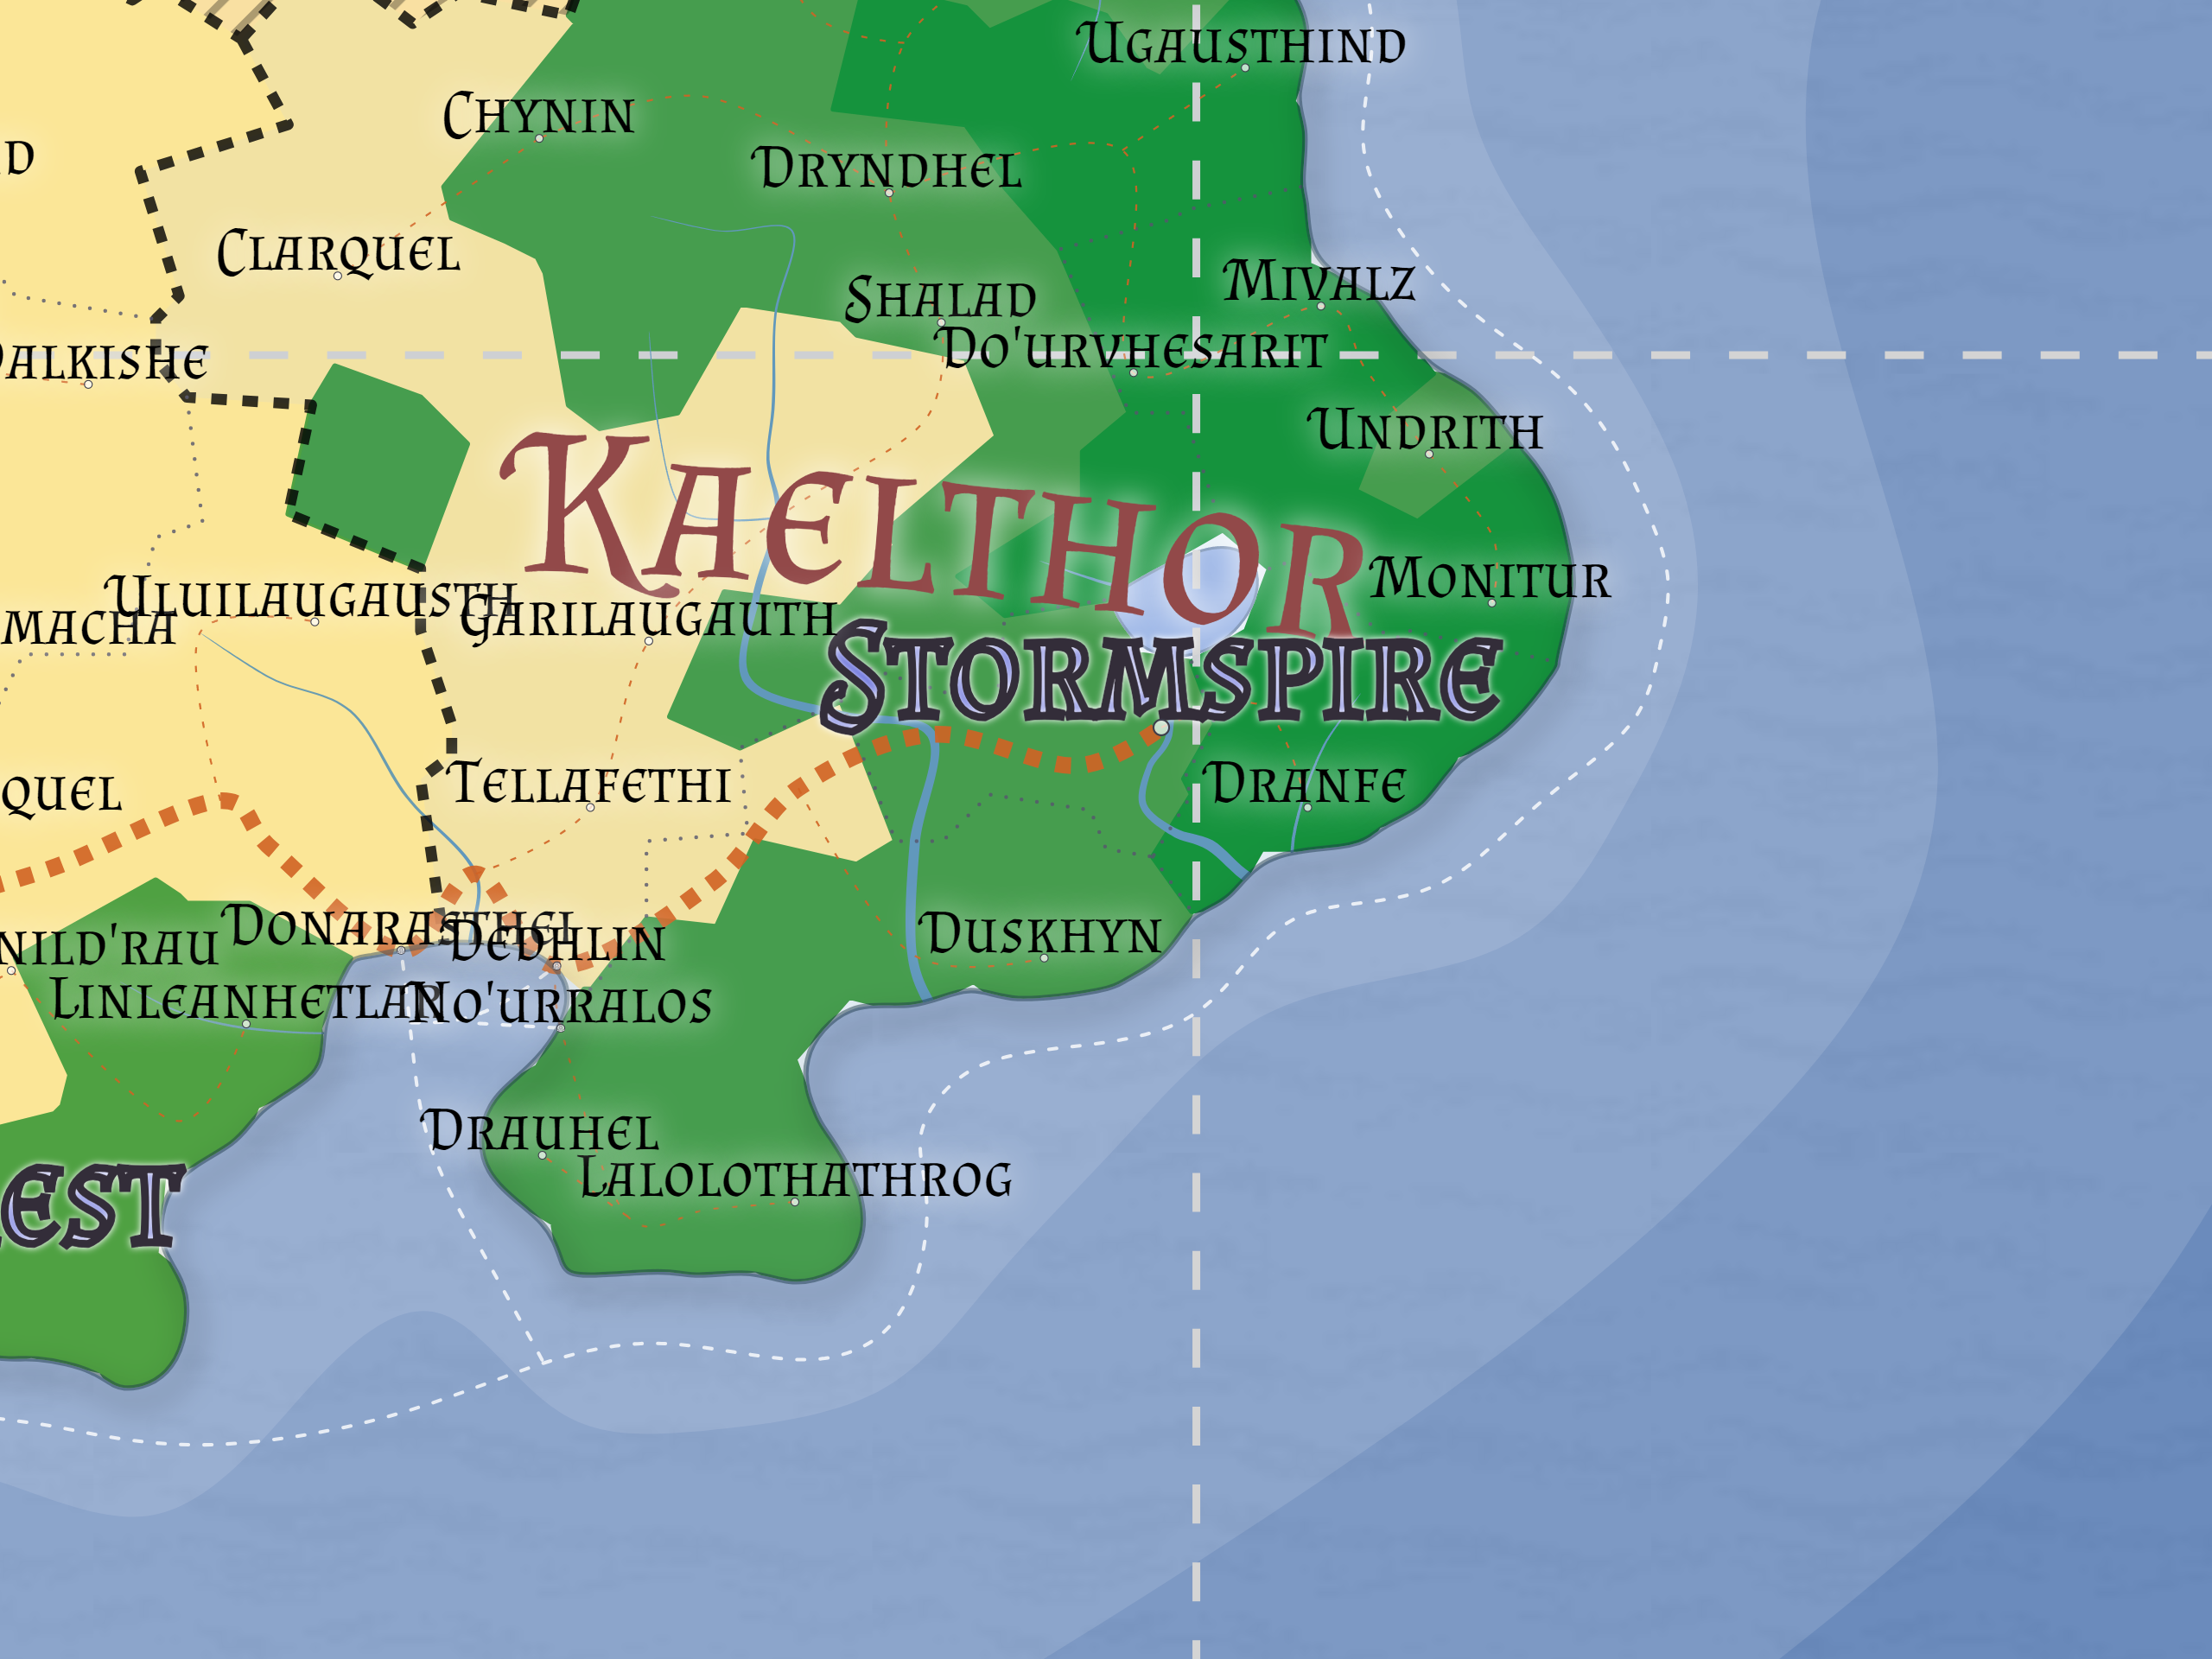 Ugausthind
Chynin
Dryndhel
D
Clarquel
Mivalz
Shalad
Do'urvhesarit
alkishe
Undrith
Kaelthor
Monitur
Uluilaugausth
Garilaugauth
macha
Stormspire
Tellafethi
Dranfe
quel
Donarasthel
Dedhlin
Duskhyn
nild'rau
Linleanhetlar
No'urralos
Drauhel
Lalolothathrog
est